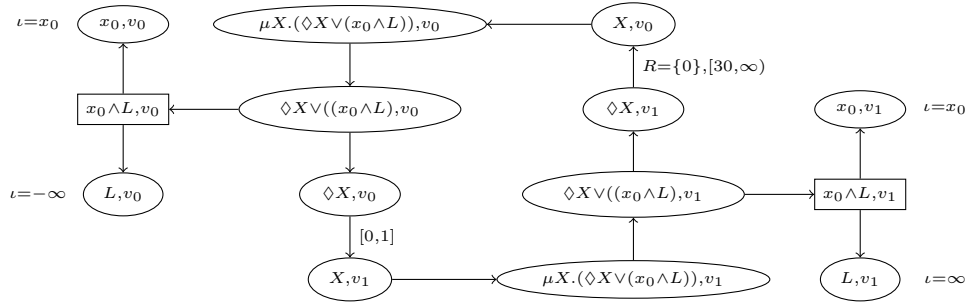 ι=x₀ x₀,v₀ μX.(◊X∨(x₀∧L)),v₀ X,v₀
R={0},[30,∞)
x₀∧L,v₀ ◊X∨((x₀∧L),v₀ ◊X,v₁ x₀,v₁ ι=x₀
ι=−∞ L,v₀ ◊X,v₀ ◊X∨((x₀∧L),v₁ x₀∧L,v₁
[0,1]
X,v₁ μX.(◊X∨(x₀∧L)),v₁ L,v₁ ι=∞